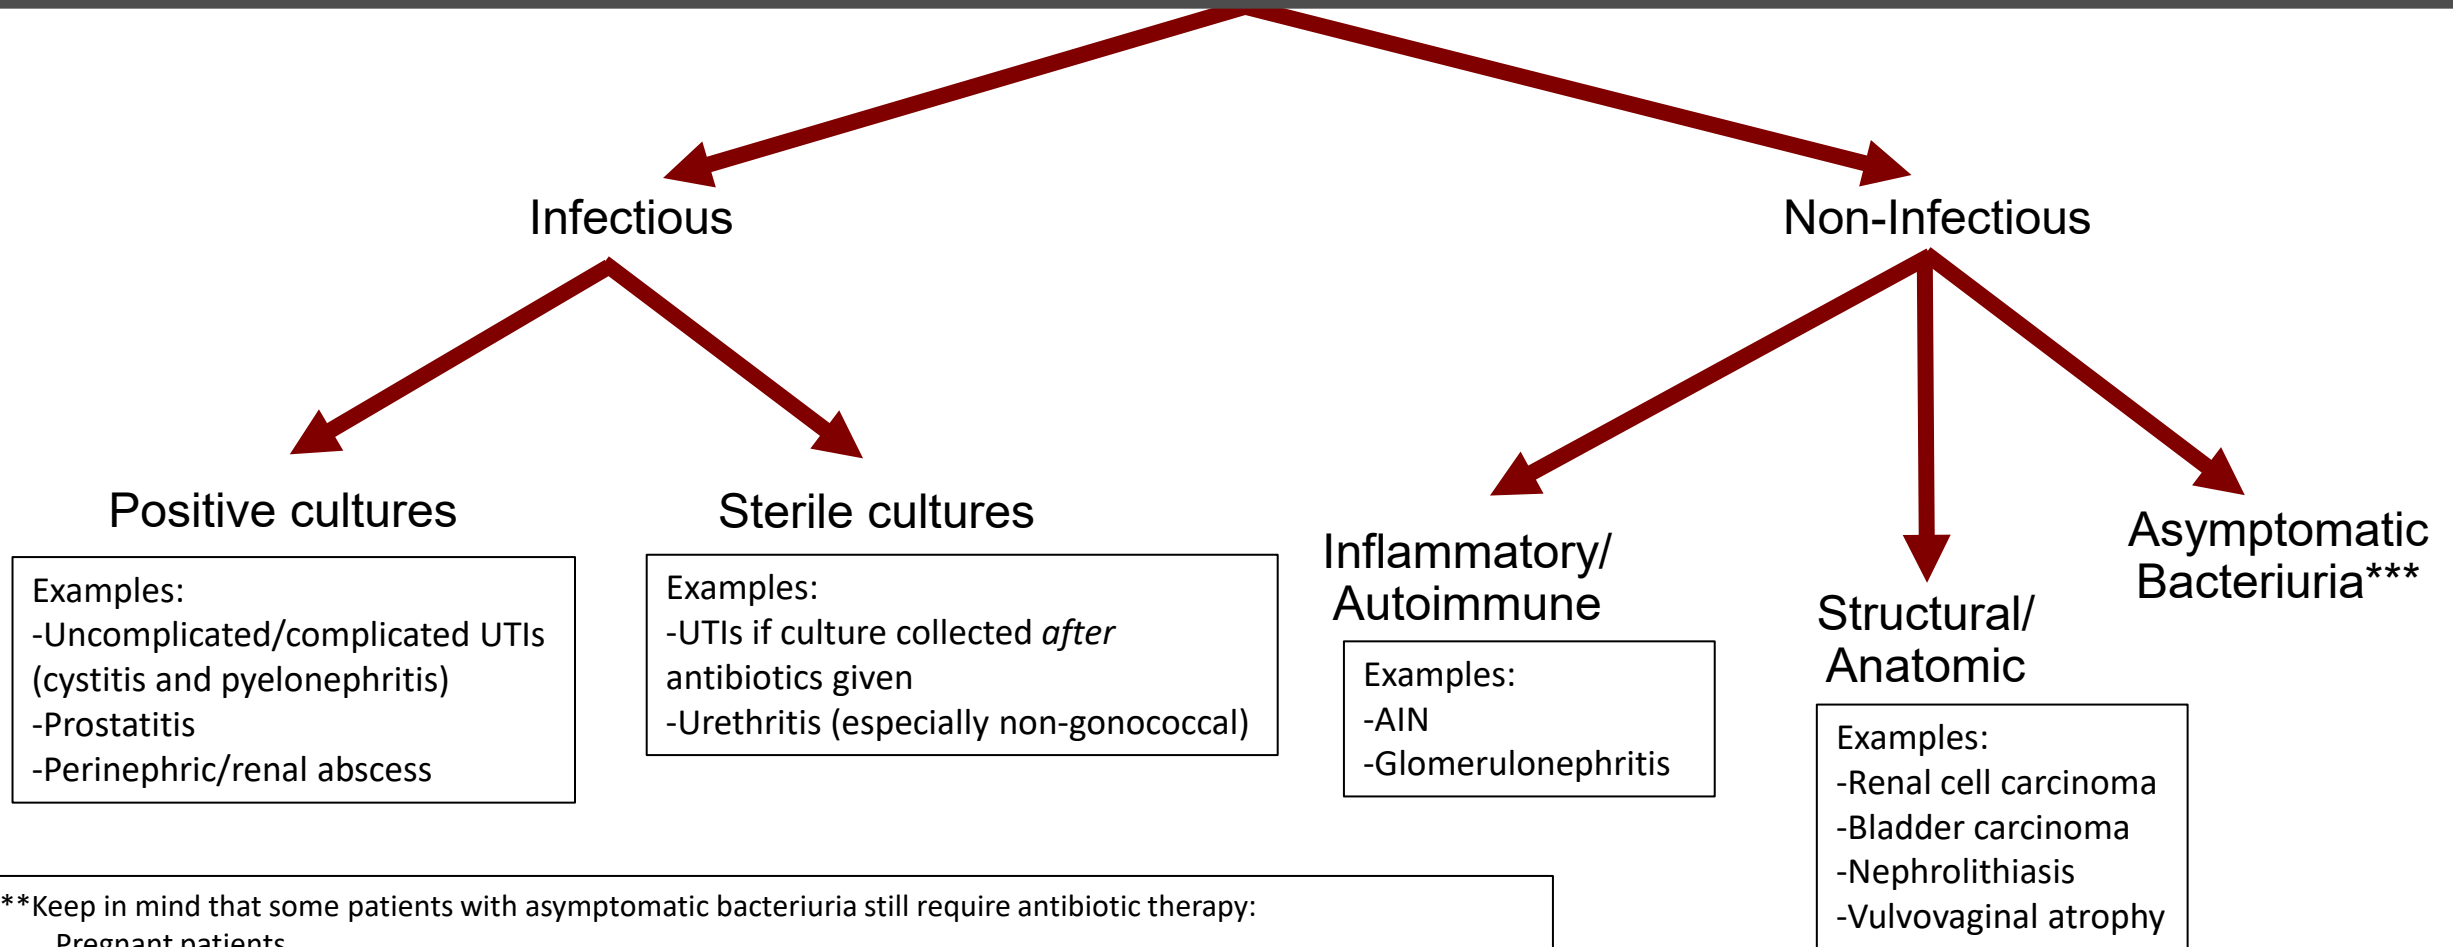 Infectious
Non-Infectious
Positive cultures
Examples:
-Uncomplicated/complicated UTIs
(cystitis and pyelonephritis)
-Prostatitis
-Perinephric/renal abscess
Sterile cultures
Examples:
-UTIs if culture collected after
antibiotics given
-Urethritis (especially non-gonococcal)
Inflammatory/
Autoimmune
Examples:
-AIN
-Glomerulonephritis
Structural/
Anatomic
Examples:
-Renal cell carcinoma
-Bladder carcinoma
-Nephrolithiasis
-Vulvovaginal atrophy
Asymptomatic
Bacteriuria***
**Keep in mind that some patients with asymptomatic bacteriuria still require antibiotic therapy:
Pregnant patients